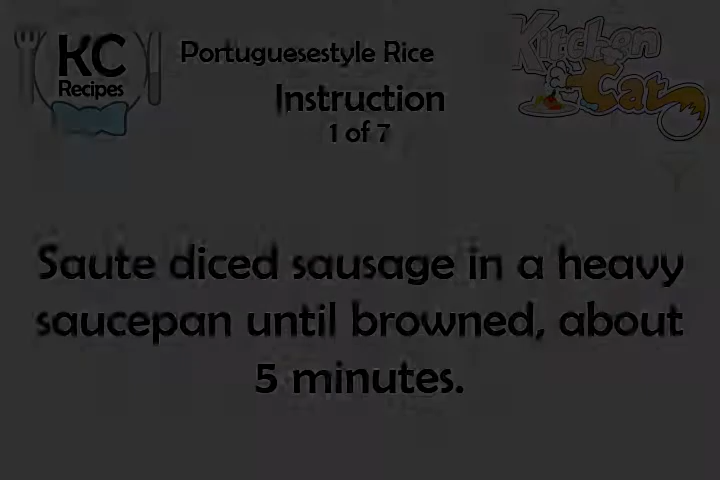 KC
Recipes
Portuguesestyle Rice
Instruction
1 of 7
Kitchen
Cat
Saute diced sausage in a heavy
saucepan until browned, about
5 minutes.